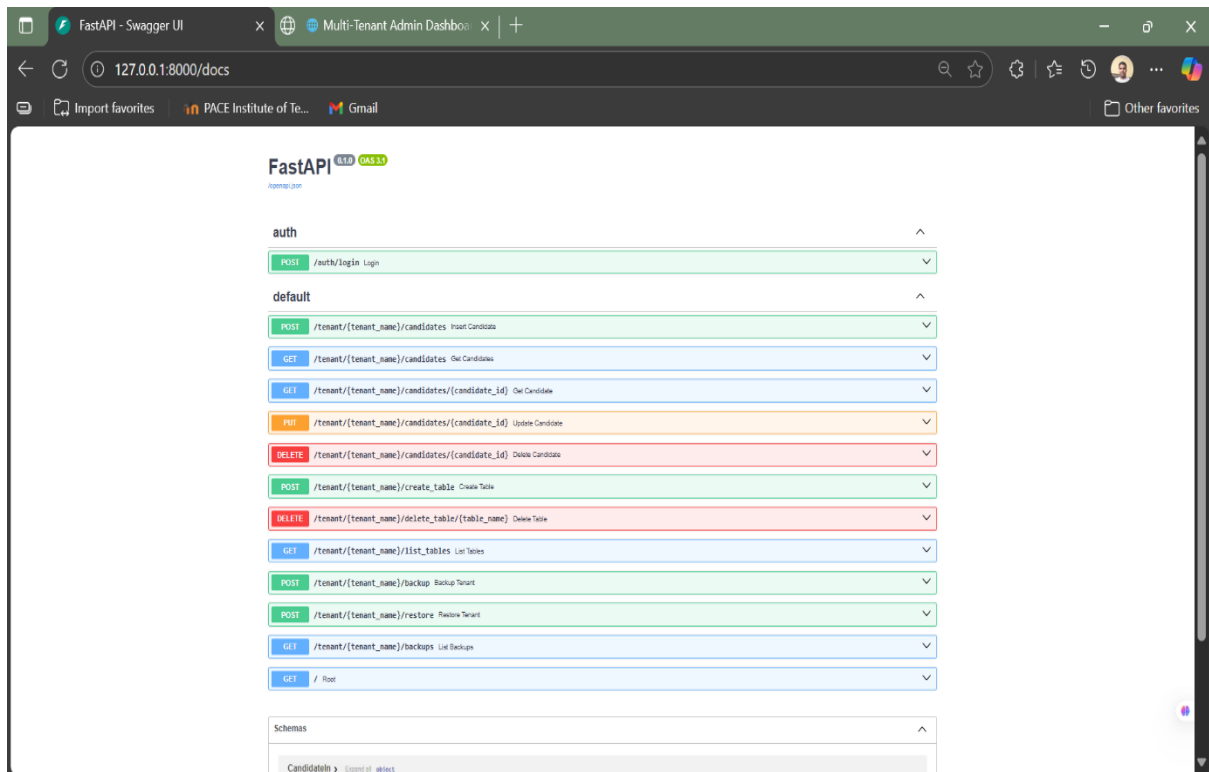 FastAPI - Swagger UI
Multi-Tenant Admin Dashboa
127.0.0.1:8000/docs
Import favorites
PACE Institute of Te...
Gmail
Other favorites
FastAPI 0.1.0 OAS 3.1
/openapi.json
auth
POST /auth/login Login
default
POST /tenant/{tenant_name}/candidates Insert Candidate
GET /tenant/{tenant_name}/candidates Get Candidates
GET /tenant/{tenant_name}/candidates/{candidate_id} Get Candidate
PUT /tenant/{tenant_name}/candidates/{candidate_id} Update Candidate
DELETE /tenant/{tenant_name}/candidates/{candidate_id} Delete Candidate
POST /tenant/{tenant_name}/create_table Create Table
DELETE /tenant/{tenant_name}/delete_table/{table_name} Delete Table
GET /tenant/{tenant_name}/list_tables List Tables
POST /tenant/{tenant_name}/backup Backup Tenant
POST /tenant/{tenant_name}/restore Restore Tenant
GET /tenant/{tenant_name}/backups List Backups
GET / Root
Schemas
CandidateIn Expand all object